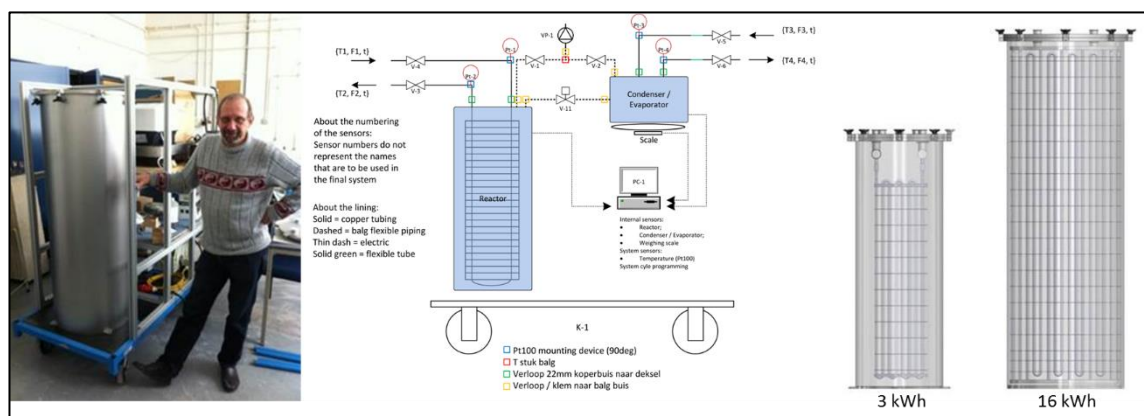 VP-1
Pt-3
{T1, F1, t}
Pt-1
V-5
{T3, F3, t}
Pt-4
V-4
V-1
V-2
V-6
{T4, F4, t}
Pt-2
{T2, F2, t}
V-3
Condenser /
Evaporator
V-11
Scale
About the numbering
of the sensors:
Sensor numbers do not
represent the names
that are to be used in
the final system
About the lining:
Solid = copper tubing
Dashed = balg flexible piping
Thin dash = electric
Solid green = flexible tube
Reactor
PC-1
Internal sensors:
• Reactor;
• Condenser / Evaporator;
• Weighing scale
System sensors:
• Temperature (Pt100)
System cyle programming
K-1
Pt100 mounting device (90deg)
T stuk balg
Verloop 22mm koperbuis naar deksel
Verloop / klem naar balg buis
3 kWh
16 kWh